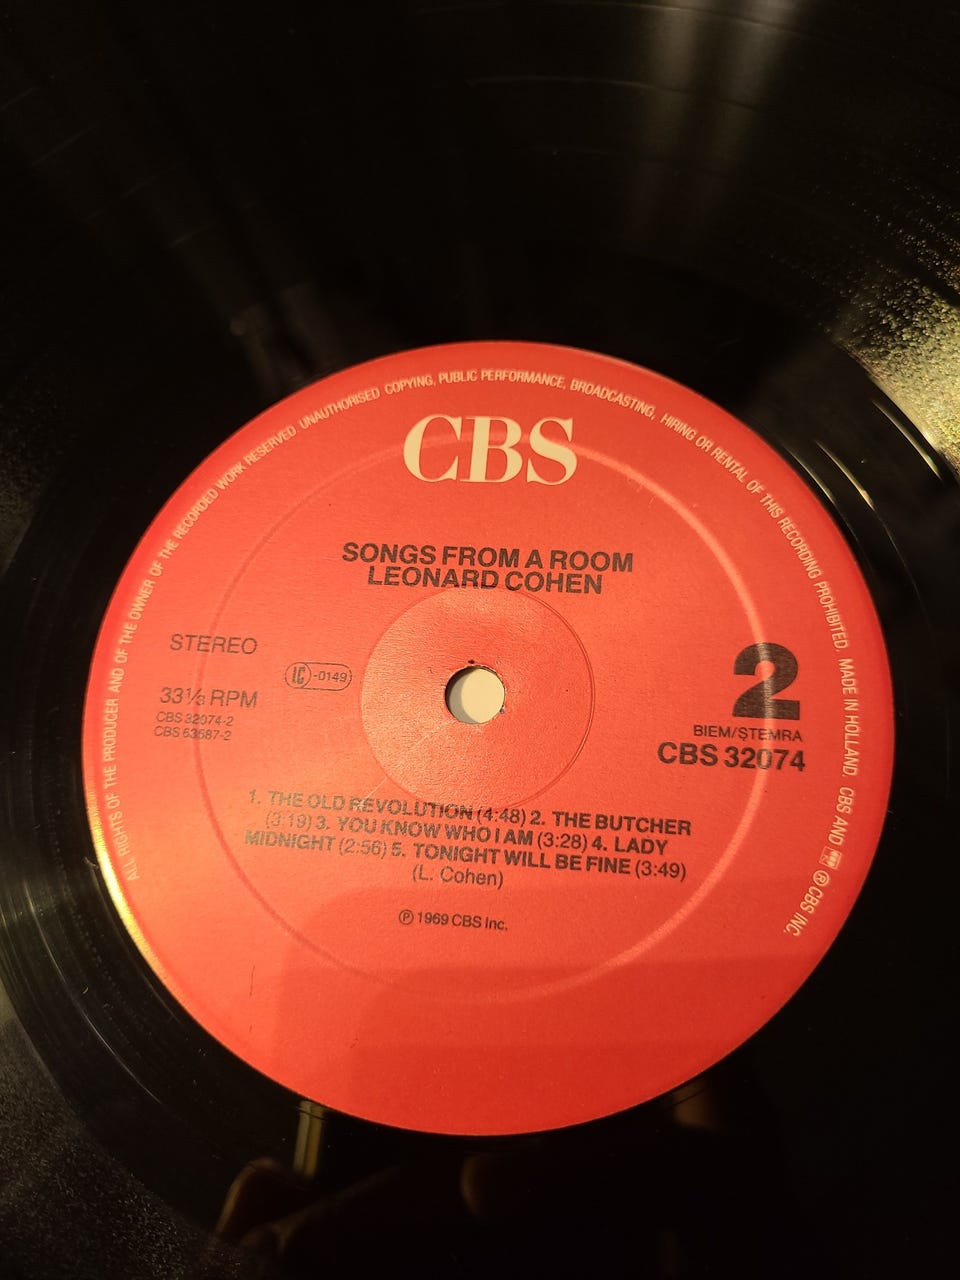 ALL RIGHTS OF THE PRODUCER AND OF THE OWNER OF THE RECORDED WORK RESERVED UNAUTHORISED COPYING, PUBLIC PERFORMANCE, BROADCASTING, HIRING OR RENTAL OF THIS RECORDING PROHIBITED. MADE IN HOLLAND. CBS AND ® CBS INC.
CBS
SONGS FROM A ROOM
LEONARD COHEN
STEREO
LC-0149
33⅓ RPM
CBS 32074-2
CBS 63587-2
2
BIEM/STEMRA
CBS 32074
1. THE OLD REVOLUTION (4:48) 2. THE BUTCHER
(3:19) 3. YOU KNOW WHO I AM (3:28) 4. LADY
MIDNIGHT (2:56) 5. TONIGHT WILL BE FINE (3:49)
(L. Cohen)
℗ 1969 CBS Inc.